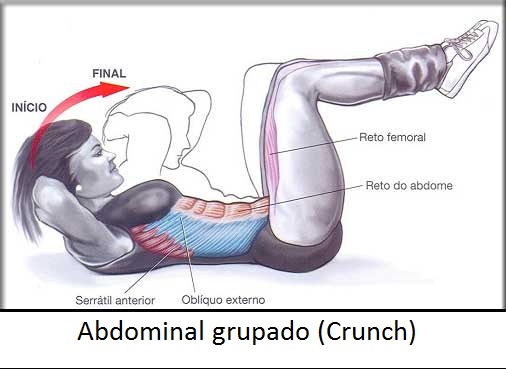 FINAL
INÍCIO
Reto femoral
Reto do abdome
Serrátil anterior
Oblíquo externo
Abdominal grupado (Crunch)